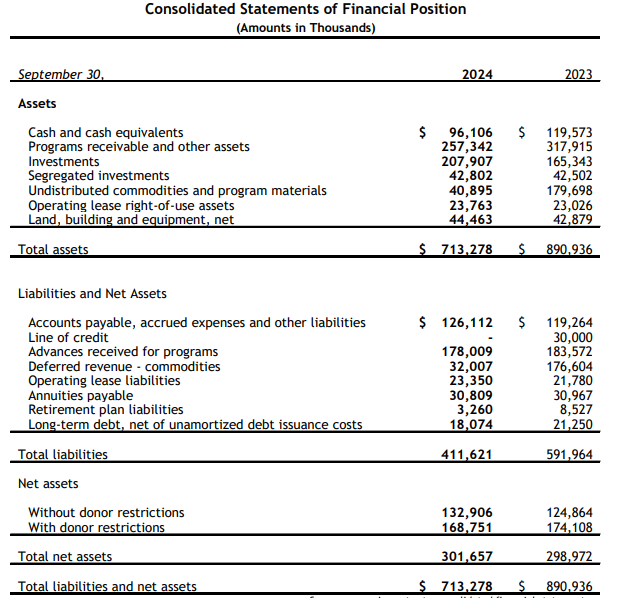 Consolidated Statements of Financial Position
(Amounts in Thousands)
September 30, 2024 2023
Assets
Cash and cash equivalents $ 96,106 $ 119,573
Programs receivable and other assets 257,342 317,915
Investments 207,907 165,343
Segregated investments 42,802 42,502
Undistributed commodities and program materials 40,895 179,698
Operating lease right-of-use assets 23,763 23,026
Land, building and equipment, net 44,463 42,879
Total assets $ 713,278 $ 890,936
Liabilities and Net Assets
Accounts payable, accrued expenses and other liabilities $ 126,112 $ 119,264
Line of credit - 30,000
Advances received for programs 178,009 183,572
Deferred revenue - commodities 32,007 176,604
Operating lease liabilities 23,350 21,780
Annuities payable 30,809 30,967
Retirement plan liabilities 3,260 8,527
Long-term debt, net of unamortized debt issuance costs 18,074 21,250
Total liabilities 411,621 591,964
Net assets
Without donor restrictions 132,906 124,864
With donor restrictions 168,751 174,108
Total net assets 301,657 298,972
Total liabilities and net assets $ 713,278 $ 890,936